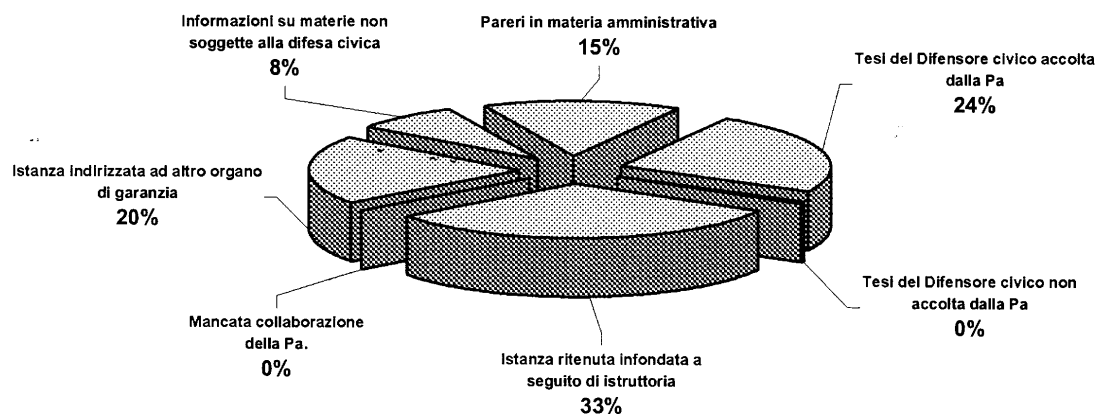 Informazioni su materie non
soggette alla difesa civica
8%
Pareri in materia amministrativa
15%
Tesi del Difensore civico accolta
dalla Pa
24%
Istanza indirizzata ad altro organo
di garanzia
20%
Tesi del Difensore civico non
accolta dalla Pa
0%
Mancata collaborazione
della Pa.
0%
Istanza ritenuta infondata a
seguito di istruttoria
33%